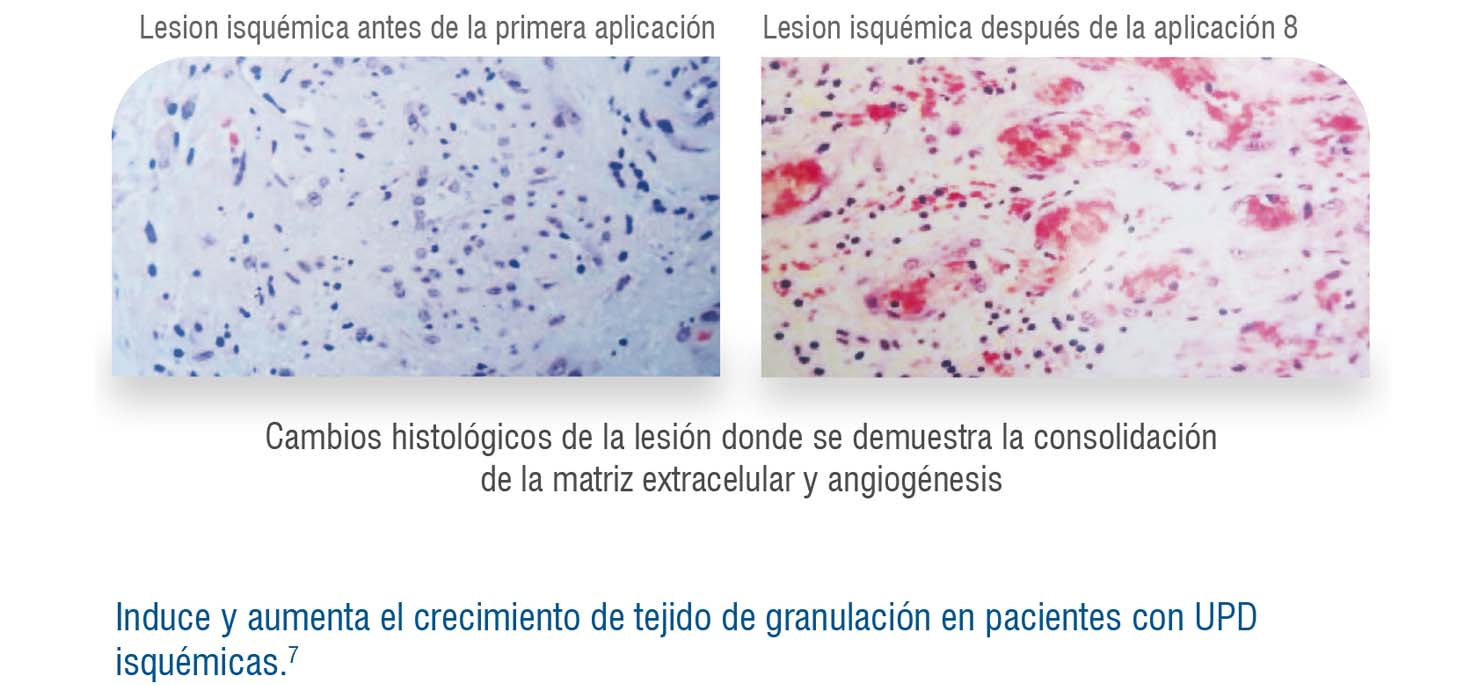 Lesion isquémica antes de la primera aplicación
Lesion isquémica después de la aplicación 8
Cambios histológicos de la lesión donde se demuestra la consolidación
de la matriz extracelular y angiogénesis
Induce y aumenta el crecimiento de tejido de granulación en pacientes con UPD
isquémicas.7